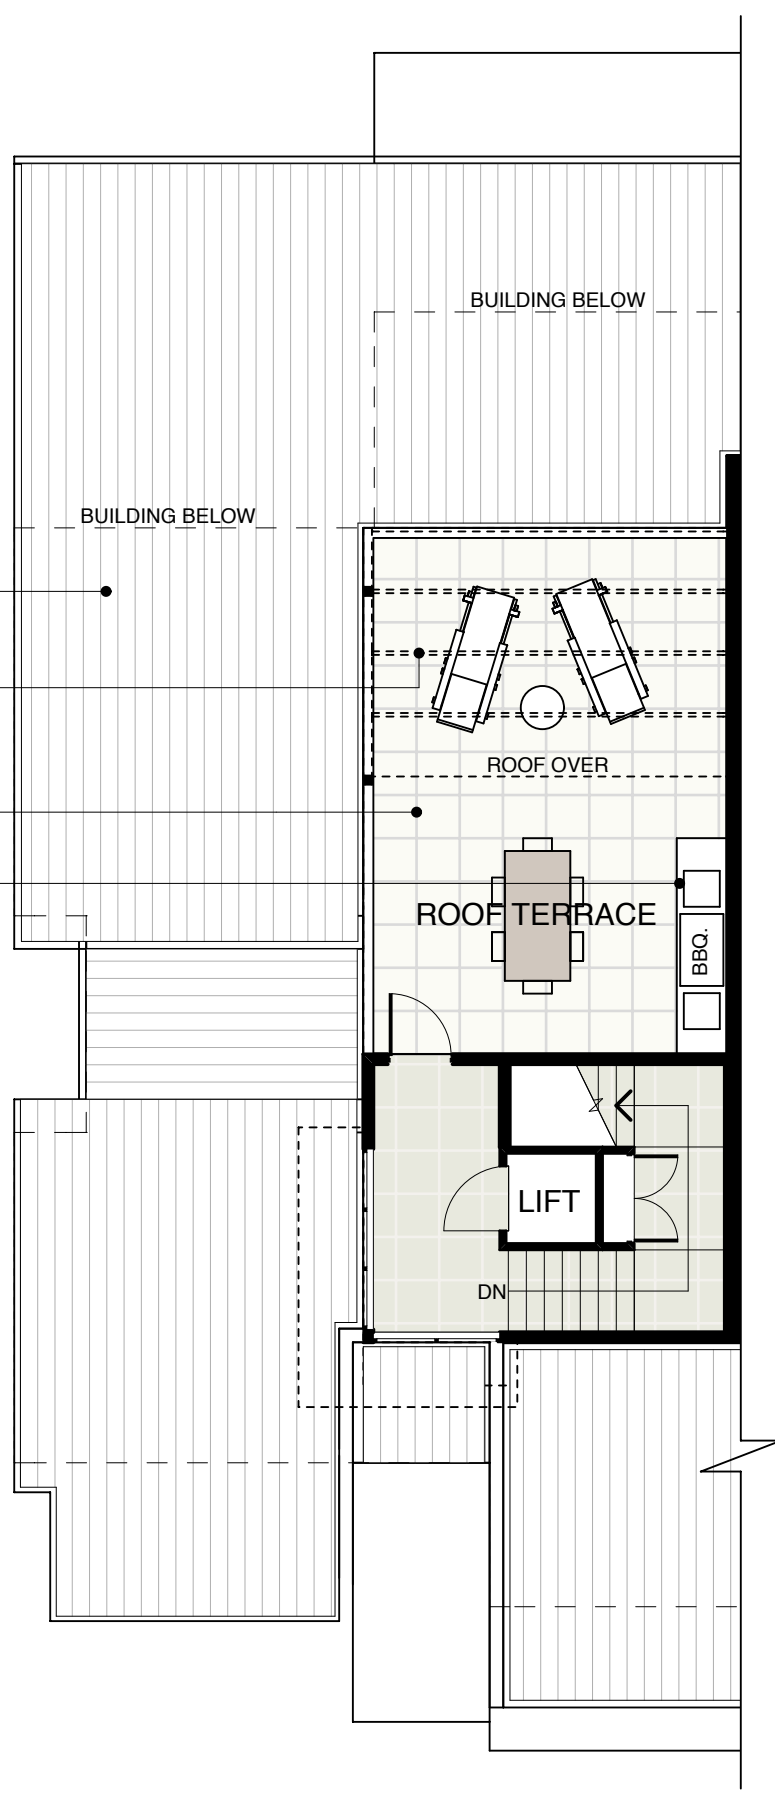 BUILDING BELOW
BUILDING BELOW
ROOF OVER
ROOF TERRACE
BBQ.
LIFT
DN